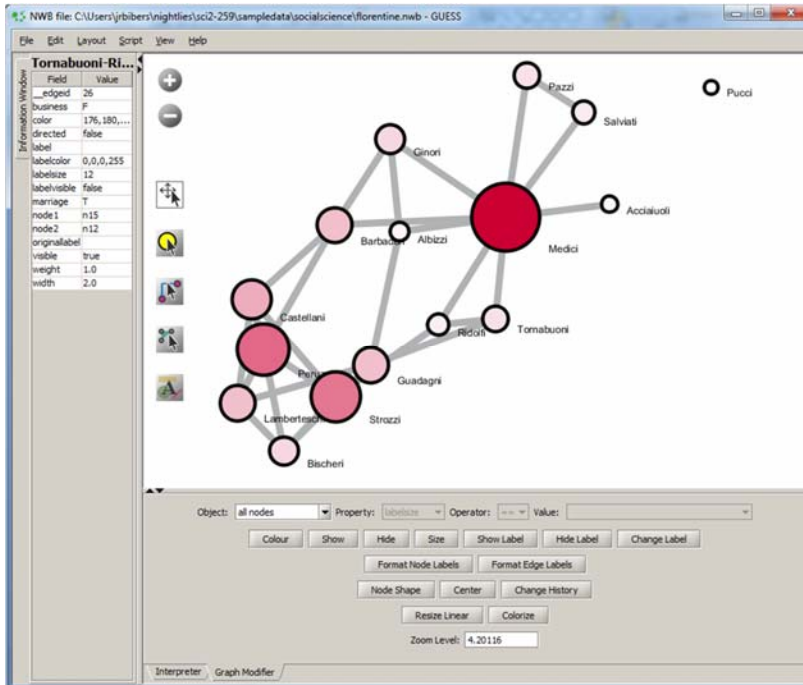 NWB file: C:\Users\jrbibers\nightlies\sci2-259\sampledata\socialscience\florentine.nwb - GUESS
File Edit Layout Script View Help
Information Window
Tornabuoni-Ri...
Field Value
__edgeid 26
business F
color 176,180,...
directed false
label
labelcolor 0,0,0,255
labelsize 12
labelvisible false
marriage T
node1 n15
node2 n12
originallabel
visible true
weight 1.0
width 2.0
Pazzi
Pucci
Salviati
Ginori
Acciaiuoli
Albizzi
Medici
Castellani
Ridolfi
Tornabuoni
Guadagni
Strozzi
Bischeri
Object: all nodes Property: labelsize Operator: == Value:
Colour Show Hide Size Show Label Hide Label Change Label
Format Node Labels Format Edge Labels
Node Shape Center Change History
Resize Linear Colorize
Zoom Level: 4.20116
Interpreter Graph Modifier